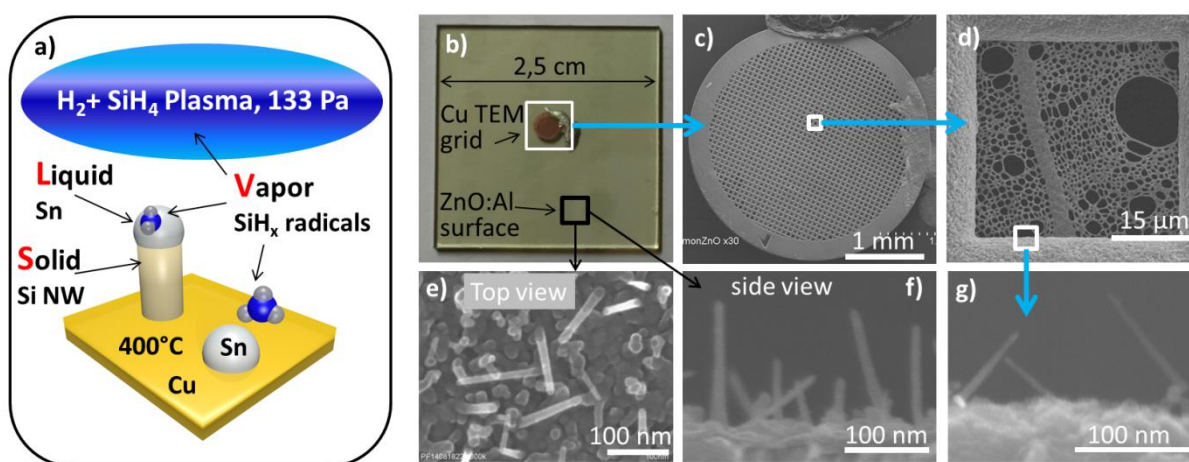 a)
H₂+ SiH₄ Plasma, 133 Pa
Liquid
Sn
Vapor
SiHₓ radicals
Solid
Si NW
400°C
Sn
Cu
b)
2,5 cm
Cu TEM
grid
ZnO:Al
surface
c)
monZnO x30
1 mm
d)
15 µm
e)
Top view
100 nm
side view
f)
100 nm
g)
100 nm